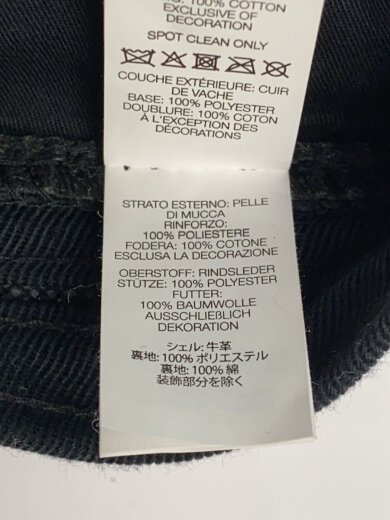 100% COTTON
EXCLUSIVE OF
DECORATION
SPOT CLEAN ONLY
COUCHE EXTÉRIEURE: CUIR
DE VACHE
BASE: 100% POLYESTER
DOUBLURE: 100% COTON
À L'EXCEPTION DES
DÉCORATIONS
STRATO ESTERNO: PELLE
DI MUCCA
RINFORZO:
100% POLIESTERE
FODERA: 100% COTONE
ESCLUSA LA DECORAZIONE
OBERSTOFF: RINDSLEDER
STÜTZE: 100% POLYESTER
FUTTER:
100% BAUMWOLLE
AUSSCHLIEßLICH
DEKORATION
シェル: 牛革
裏地: 100% ポリエステル
裏地: 100% 綿
装飾部分を除く